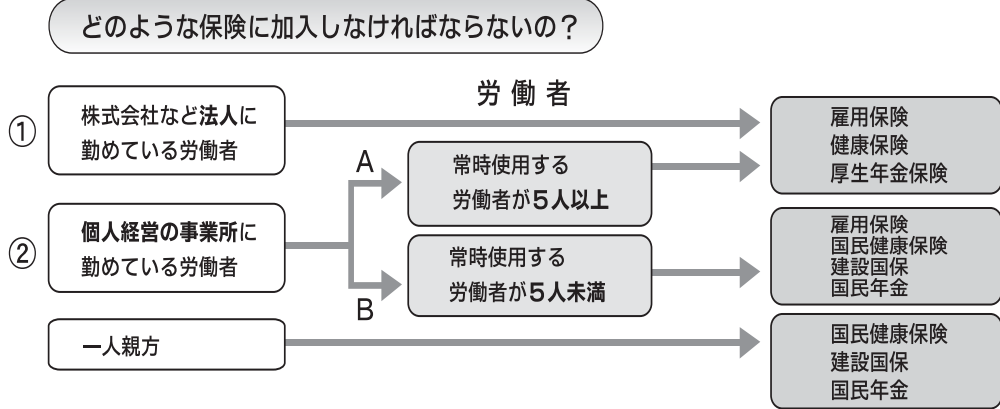 どのような保険に加入しなければならないの？
労働者
①
株式会社など法人に
勤めている労働者
雇用保険
健康保険
厚生年金保険
②
個人経営の事業所に
勤めている労働者
A
常時使用する
労働者が５人以上
B
常時使用する
労働者が５人未満
雇用保険
国民健康保険
建設国保
国民年金
一人親方
国民健康保険
建設国保
国民年金